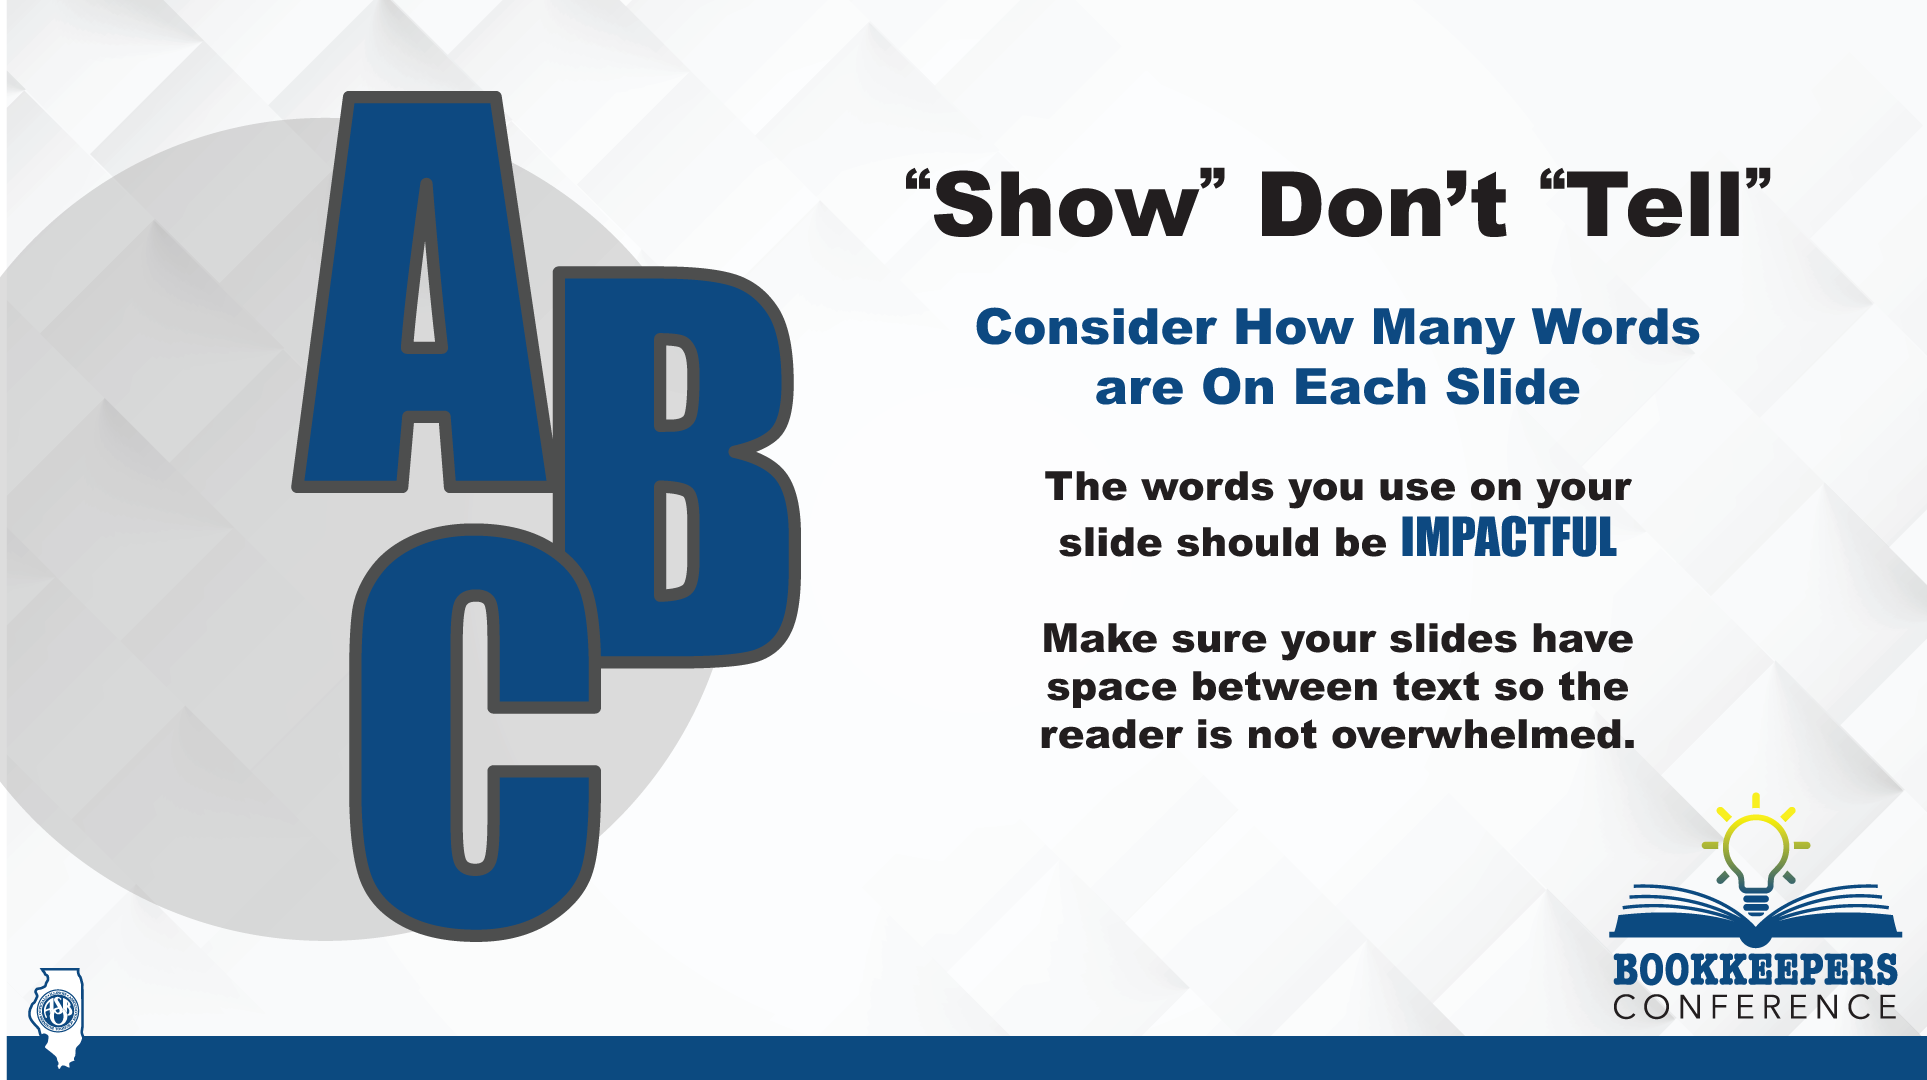 A
B
C
“Show” Don’t “Tell”
Consider How Many Words
are On Each Slide
The words you use on your
slide should be IMPACTFUL
Make sure your slides have
space between text so the
reader is not overwhelmed.
BOOKKEEPERS
CONFERENCE